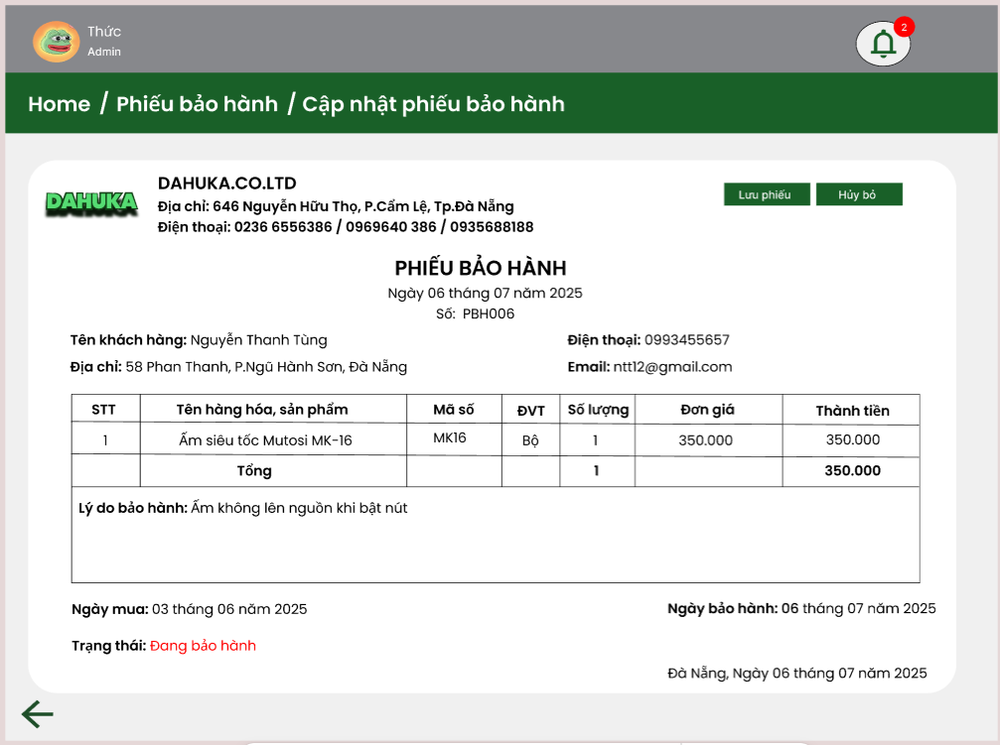 Thức
Admin
2
Home / Phiếu bảo hành / Cập nhật phiếu bảo hành
DAHUKA
DAHUKA.CO.LTD
Địa chỉ: 646 Nguyễn Hữu Thọ, P.Cẩm Lệ, Tp.Đà Nẵng
Điện thoại: 0236 6556386 / 0969640 386 / 0935688188
Lưu phiếu
Hủy bỏ
PHIẾU BẢO HÀNH
Ngày 06 tháng 07 năm 2025
Số: PBH006
Tên khách hàng: Nguyễn Thanh Tùng
Điện thoại: 0993455657
Địa chỉ: 58 Phan Thanh, P.Ngũ Hành Sơn, Đà Nẵng
Email: ntt12@gmail.com
STT Tên hàng hóa, sản phẩm Mã số ĐVT Số lượng Đơn giá Thành tiền
1 Ấm siêu tốc Mutosi MK-16 MK16 Bộ 1 350.000 350.000
Tổng 1 350.000
Lý do bảo hành: Ấm không lên nguồn khi bật nút
Ngày mua: 03 tháng 06 năm 2025
Ngày bảo hành: 06 tháng 07 năm 2025
Trạng thái: Đang bảo hành
Đà Nẵng, Ngày 06 tháng 07 năm 2025